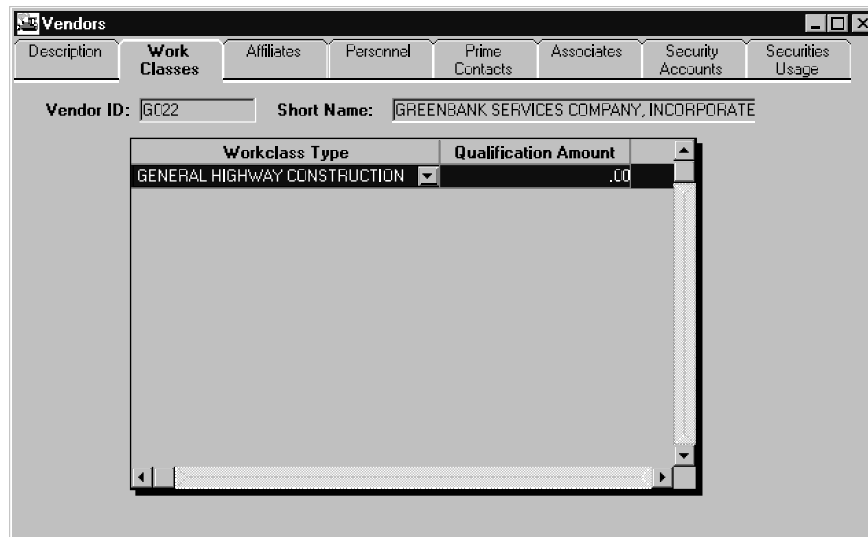 Vendors
Description Work Classes Affiliates Personnel Prime Contacts Associates Security Accounts Securities Usage
Vendor ID: G022 Short Name: GREENBANK SERVICES COMPANY, INCORPORATE
Workclass Type Qualification Amount
GENERAL HIGHWAY CONSTRUCTION .00